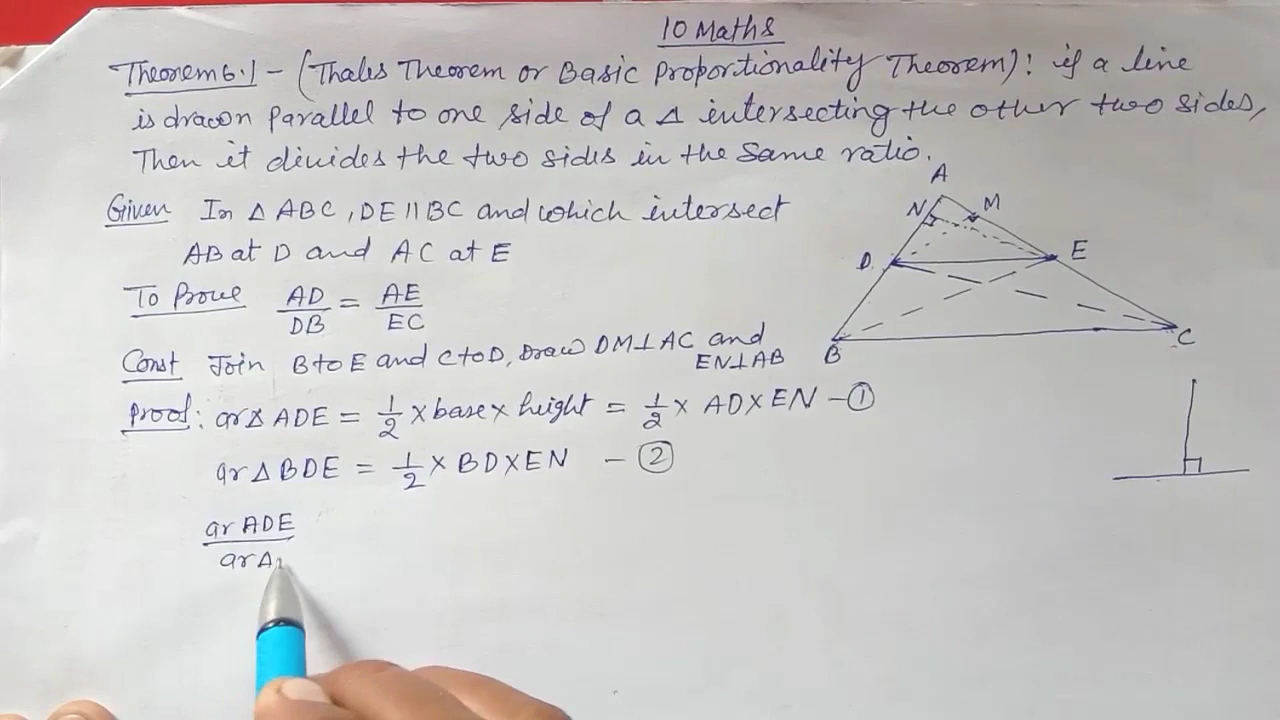 10 Maths
Theorem 6.1 - (Thales Theorem or Basic Proportionality Theorem): if a line
is drawn parallel to one side of a Δ intersecting the other two sides,
Then it divides the two sides in the same ratio.
Given In Δ ABC, DE || BC and which intersect
AB at D and AC at E
To Prove AD/DB = AE/EC
Const Join B to E and C to D, Draw DM⊥AC and
EN⊥AB
Proof: ar Δ ADE = 1/2 × base × height = 1/2 × AD × EN - ①
ar Δ BDE = 1/2 × BD × EN - ②
ar ADE
ar Δ
A
N
M
D
E
B
C